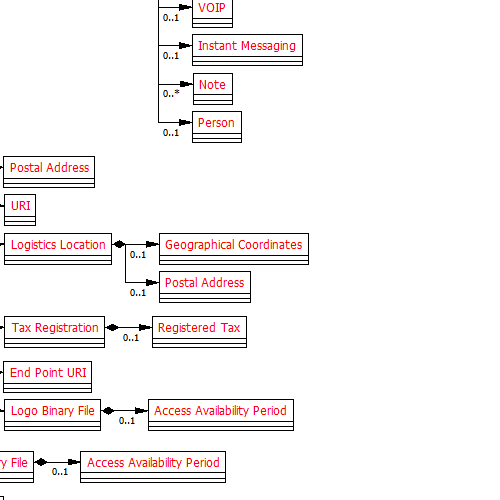 VOIP
0..1
Instant Messaging
0..1
Note
0..*
Person
0..1
Postal Address
URI
Logistics Location
Geographical Coordinates
0..1
Postal Address
0..1
Tax Registration
Registered Tax
0..1
End Point URI
Logo Binary File
Access Availability Period
0..1
File
Access Availability Period
0..1